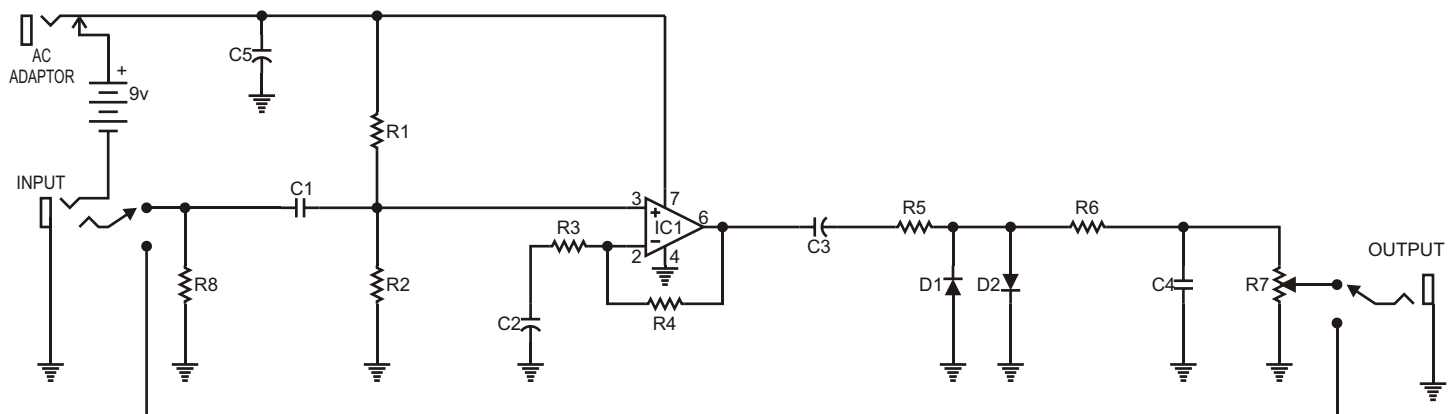 AC
ADAPTOR
+
9v
C5
R1
INPUT
C1
3
7
+
IC1
6
−
2
4
R3
R4
C2
R8
R2
C3
R5
D1
D2
R6
C4
R7
OUTPUT